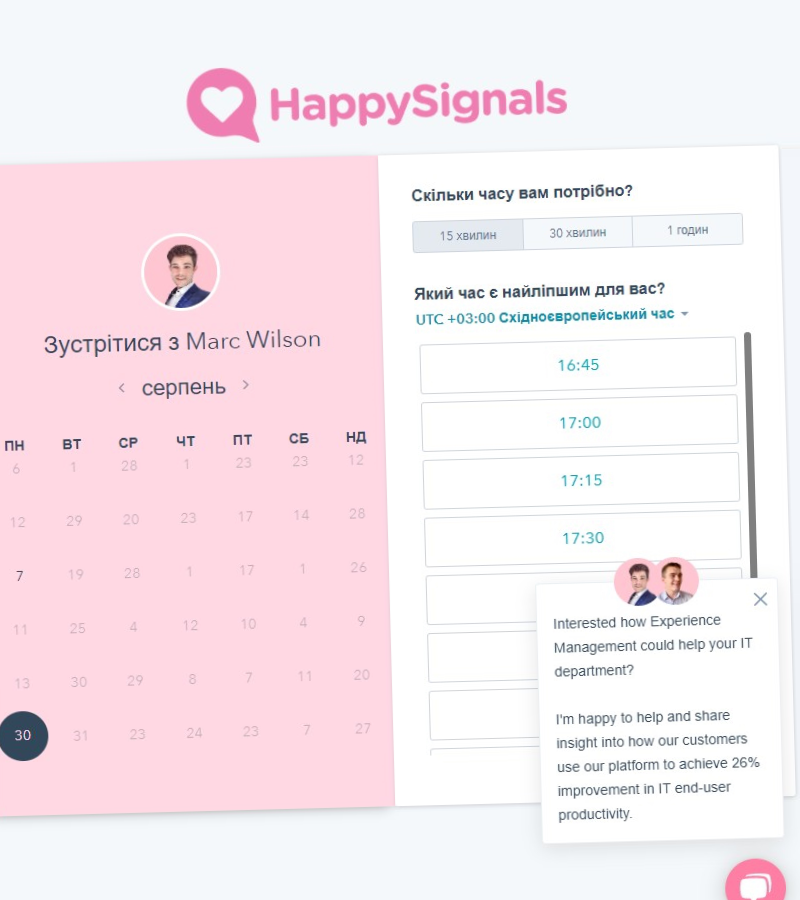 HappySignals
Зустрітися з Marc Wilson
серпень
ПН ВТ СР ЧТ ПТ СБ НД
6 1 28 1 23 23 12
12 29 20 23 17 14 28
7 19 28 1 17 1 26
11 25 4 12 10 4 9
13 30 29 8 7 11 20
30 31 23 24 23 7 27
Скільки часу вам потрібно?
15 хвилин 30 хвилин 1 годин
Який час є найліпшим для вас?
UTC +03:00 Східноєвропейський час
16:45
17:00
17:15
17:30
Interested how Experience
Management could help your IT
department?
I'm happy to help and share
insight into how our customers
use our platform to achieve 26%
improvement in IT end-user
productivity.